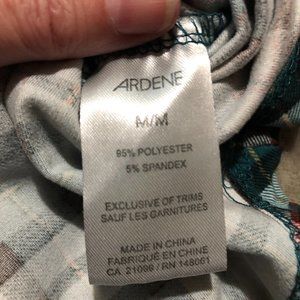 ARDENE
M/M
95% POLYESTER
5% SPANDEX
EXCLUSIVE OF TRIMS
SAUF LES GARNITURES
MADE IN CHINA
FABRIQUÉ EN CHINE
CA 21099 / RN 148061